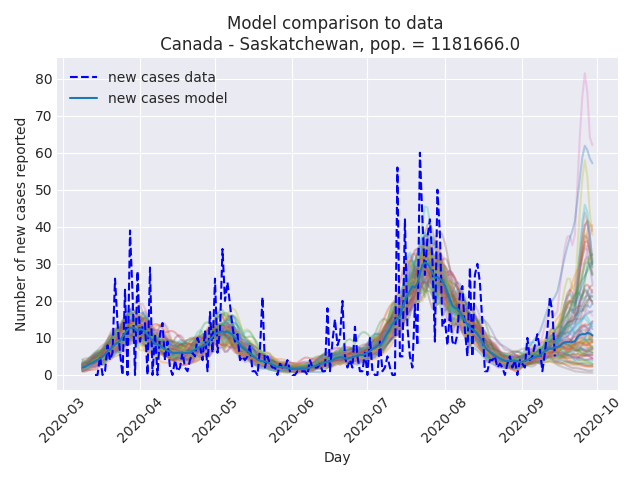 Model comparison to data
Canada - Saskatchewan, pop. = 1181666.0
new cases data
new cases model
Number of new cases reported
80
70
60
50
40
30
20
10
0
2020-03
2020-04
2020-05
2020-06
2020-07
2020-08
2020-09
2020-10
Day